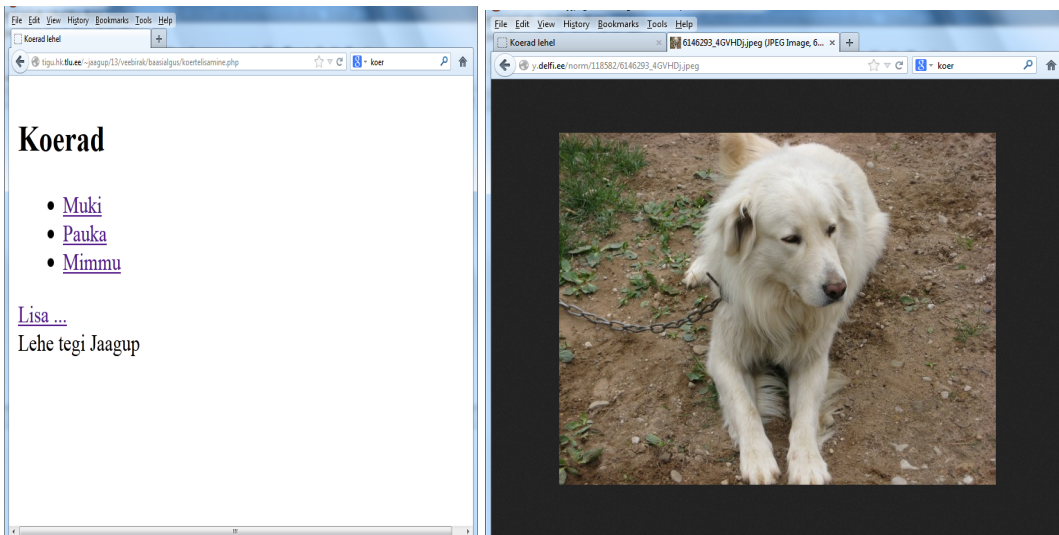 File Edit View History Bookmarks Tools Help
Koerad lehel +
tigu.hk.tlu.ee/~jaagup/13/veebirak/baasialgus/koertelisamine.php
koer
Koerad
Muki
Pauka
Mimmu
Lisa ...
Lehe tegi Jaagup
File Edit View History Bookmarks Tools Help
Koerad lehel × 6146293_4GVHDj.jpeg (JPEG Image, 6... × +
y.delfi.ee/norm/118582/6146293_4GVHDj.jpeg
koer